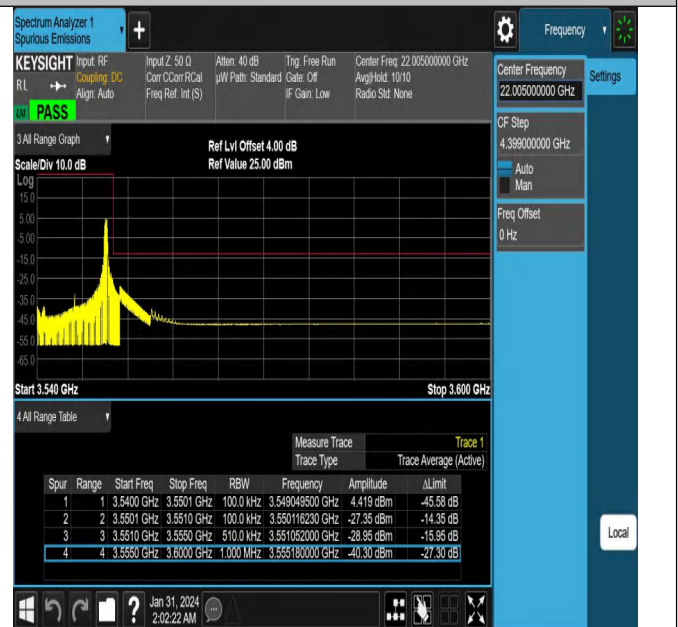 Spectrum Analyzer 1
Spurious Emissions
Frequency
KEYSIGHT Input: RF Input Z: 50 Ω Atten: 40 dB Trig: Free Run Center Freq: 22.005000000 GHz
RL Coupling: DC Corr CCorr RCal µW Path: Standard Gate: Off Avg|Hold: 10/10
Align: Auto Freq Ref: Int (S) IF Gain: Low Radio Std: None
PASS
Center Frequency
22.005000000 GHz
Settings
CF Step
4.399000000 GHz
Auto
Man
Freq Offset
0 Hz
3 All Range Graph
Ref Lvl Offset 4.00 dB
Scale/Div 10.0 dB Ref Value 25.00 dBm
Log
15.0
5.00
-5.00
-15.0
-25.0
-35.0
-45.0
-55.0
-65.0
Start 3.540 GHz Stop 3.600 GHz
4 All Range Table
Measure Trace Trace 1
Trace Type Trace Average (Active)
Spur Range Start Freq Stop Freq RBW Frequency Amplitude ΔLimit
1 1 3.5400 GHz 3.5501 GHz 100.0 kHz 3.549049500 GHz 4.419 dBm -45.58 dB
2 2 3.5501 GHz 3.5510 GHz 100.0 kHz 3.550116230 GHz -27.35 dBm -14.35 dB
3 3 3.5510 GHz 3.5550 GHz 510.0 kHz 3.551052000 GHz -28.95 dBm -15.95 dB
4 4 3.5550 GHz 3.6000 GHz 1.000 MHz 3.555180000 GHz -40.30 dBm -27.30 dB
Local
Jan 31, 2024
2:02:22 AM